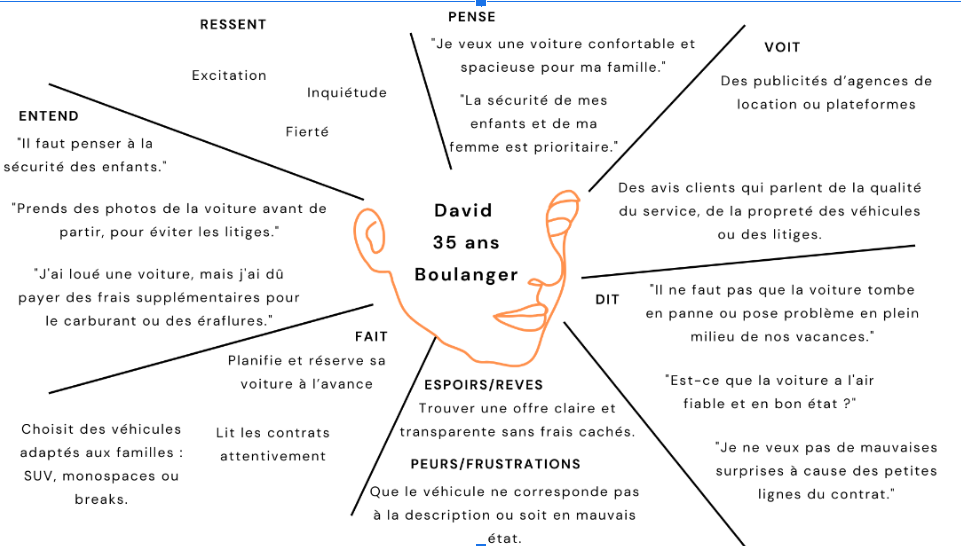 RESSENT
Excitation
Inquiétude
Fierté
PENSE
"Je veux une voiture confortable et
spacieuse pour ma famille."
"La sécurité de mes
enfants et de ma
femme est prioritaire."
VOIT
Des publicités d'agences de
location ou plateformes
Des avis clients qui parlent de la qualité
du service, de la propreté des véhicules
ou des litiges.
ENTEND
"Il faut penser à la
sécurité des enfants."
"Prends des photos de la voiture avant de
partir, pour éviter les litiges."
"J'ai loué une voiture, mais j'ai dû
payer des frais supplémentaires pour
le carburant ou des éraflures."
David
35 ans
Boulanger
DIT
"Il ne faut pas que la voiture tombe
en panne ou pose problème en plein
milieu de nos vacances."
"Est-ce que la voiture a l'air
fiable et en bon état ?"
"Je ne veux pas de mauvaises
surprises à cause des petites
lignes du contrat."
FAIT
Planifie et réserve sa
voiture à l'avance
Choisit des véhicules
adaptés aux familles :
SUV, monospaces ou
breaks.
Lit les contrats
attentivement
ESPOIRS/REVES
Trouver une offre claire et
transparente sans frais cachés.
PEURS/FRUSTRATIONS
Que le véhicule ne corresponde pas
à la description ou soit en mauvais
état.